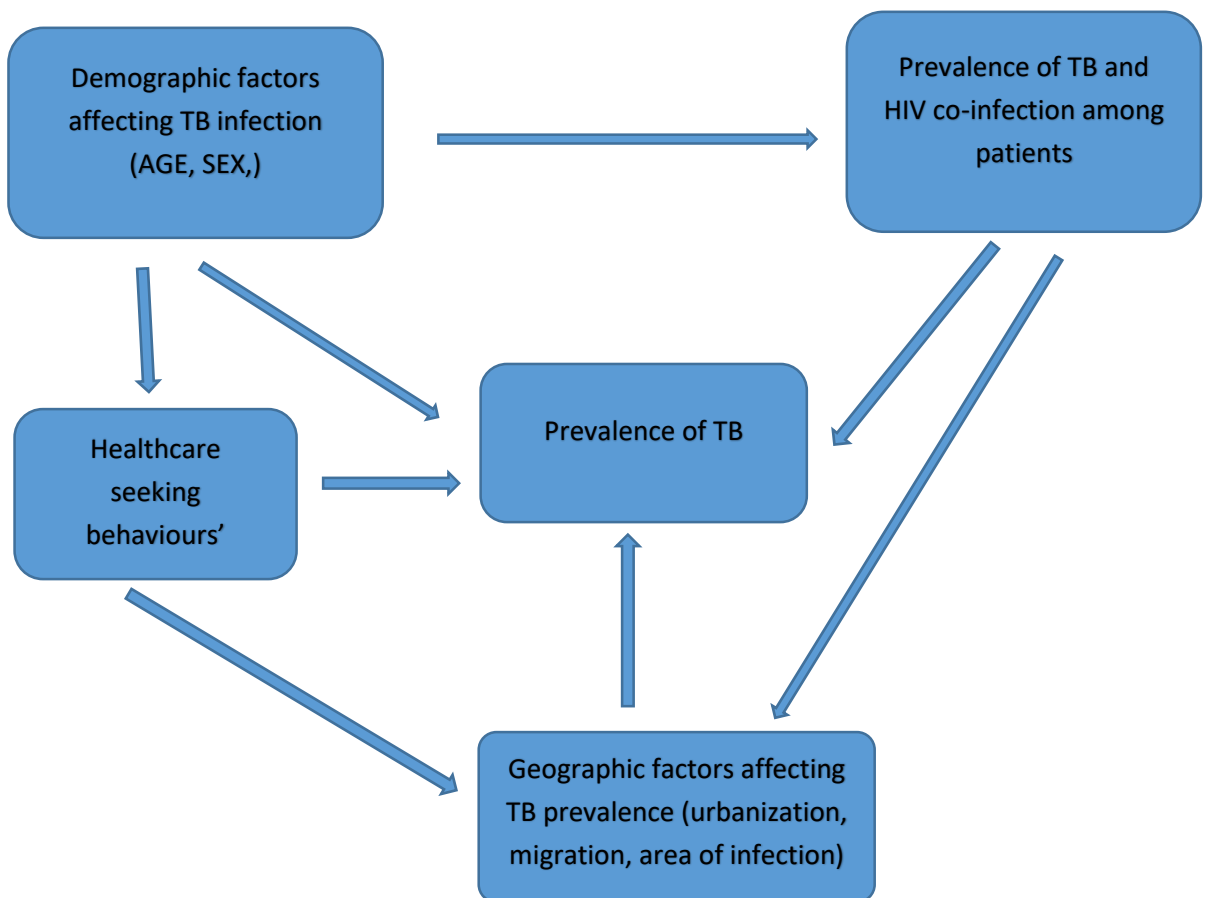 Demographic factors
affecting TB infection
(AGE, SEX,)
Prevalence of TB and
HIV co-infection among
patients
Prevalence of TB
Healthcare
seeking
behaviours’
Geographic factors affecting
TB prevalence (urbanization,
migration, area of infection)